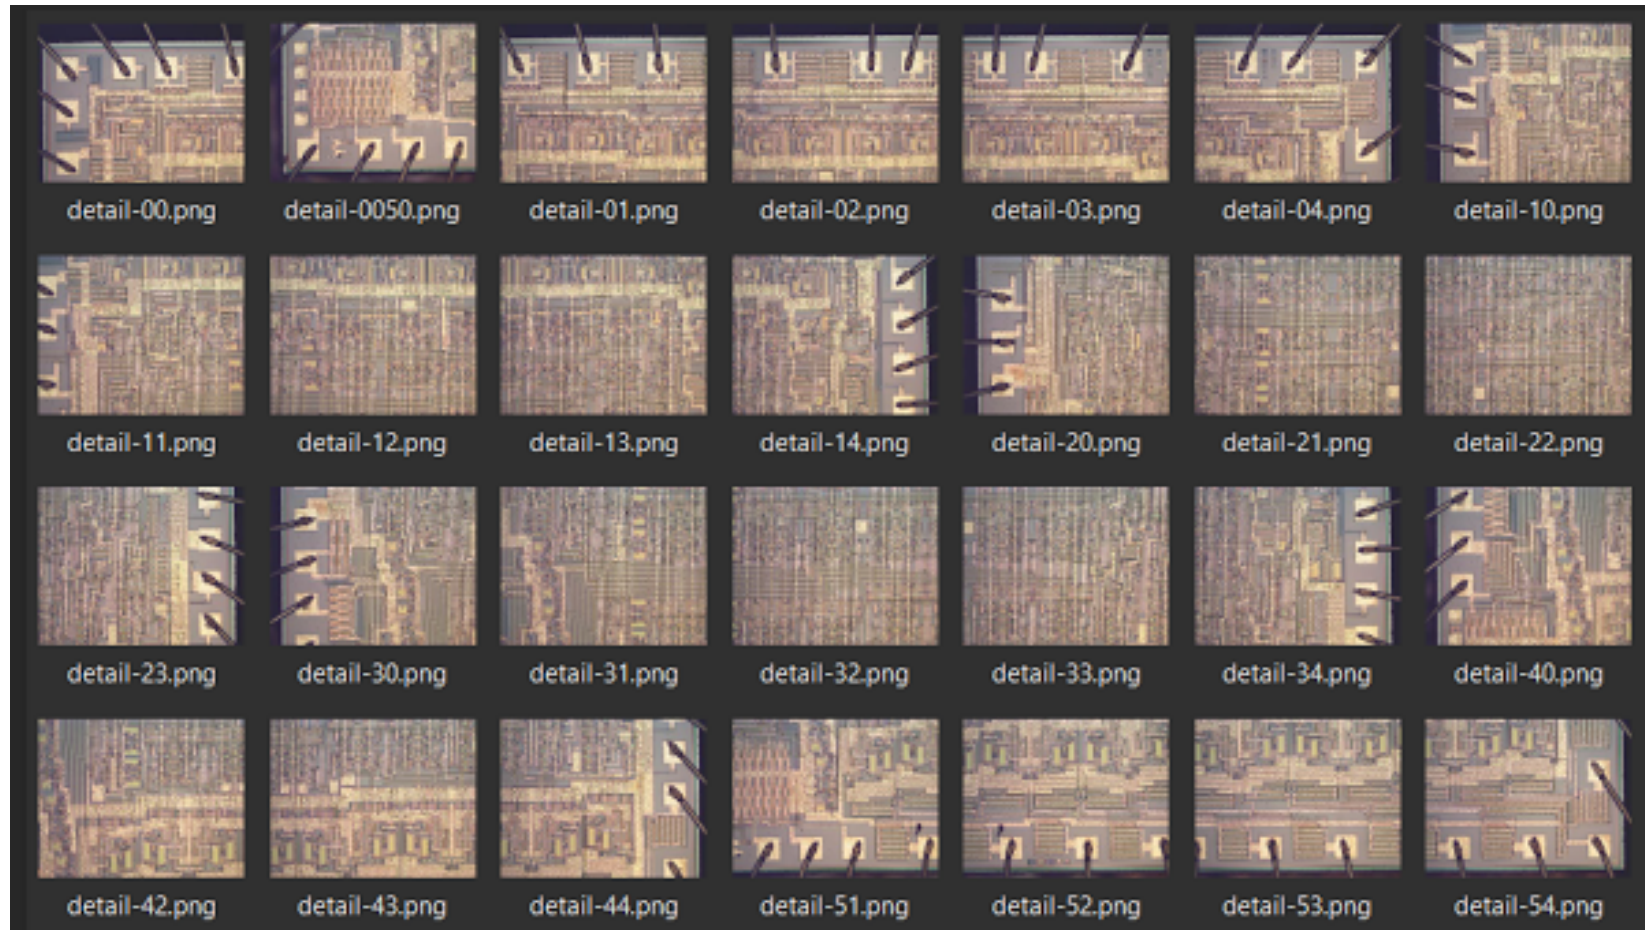 detail-00.png detail-0050.png detail-01.png detail-02.png detail-03.png detail-04.png detail-10.png
detail-11.png detail-12.png detail-13.png detail-14.png detail-20.png detail-21.png detail-22.png
detail-23.png detail-30.png detail-31.png detail-32.png detail-33.png detail-34.png detail-40.png
detail-42.png detail-43.png detail-44.png detail-51.png detail-52.png detail-53.png detail-54.png